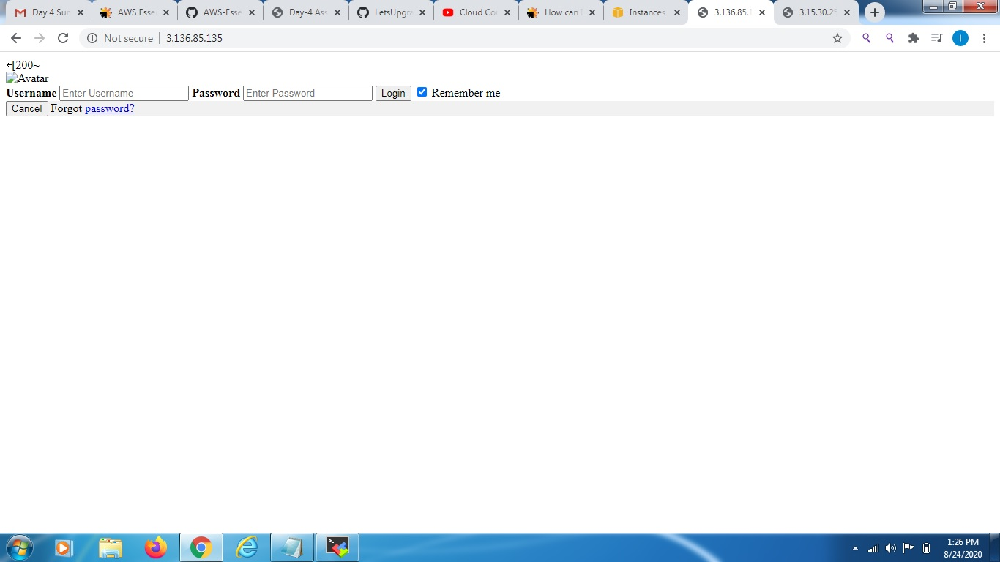 Day 4 Sun
AWS Esse
AWS-Esse
Day-4 Ass
LetsUpgra
Cloud Co
How can i
Instances
3.136.85.1
3.15.30.25
Not secure
3.136.85.135
I
←[200~
Avatar
Username Enter Username Password Enter Password Login Remember me
Cancel Forgot password?
1:26 PM
8/24/2020